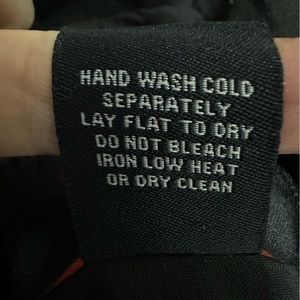 HAND WASH COLD
SEPARATELY
LAY FLAT TO DRY
DO NOT BLEACH
IRON LOW HEAT
OR DRY CLEAN